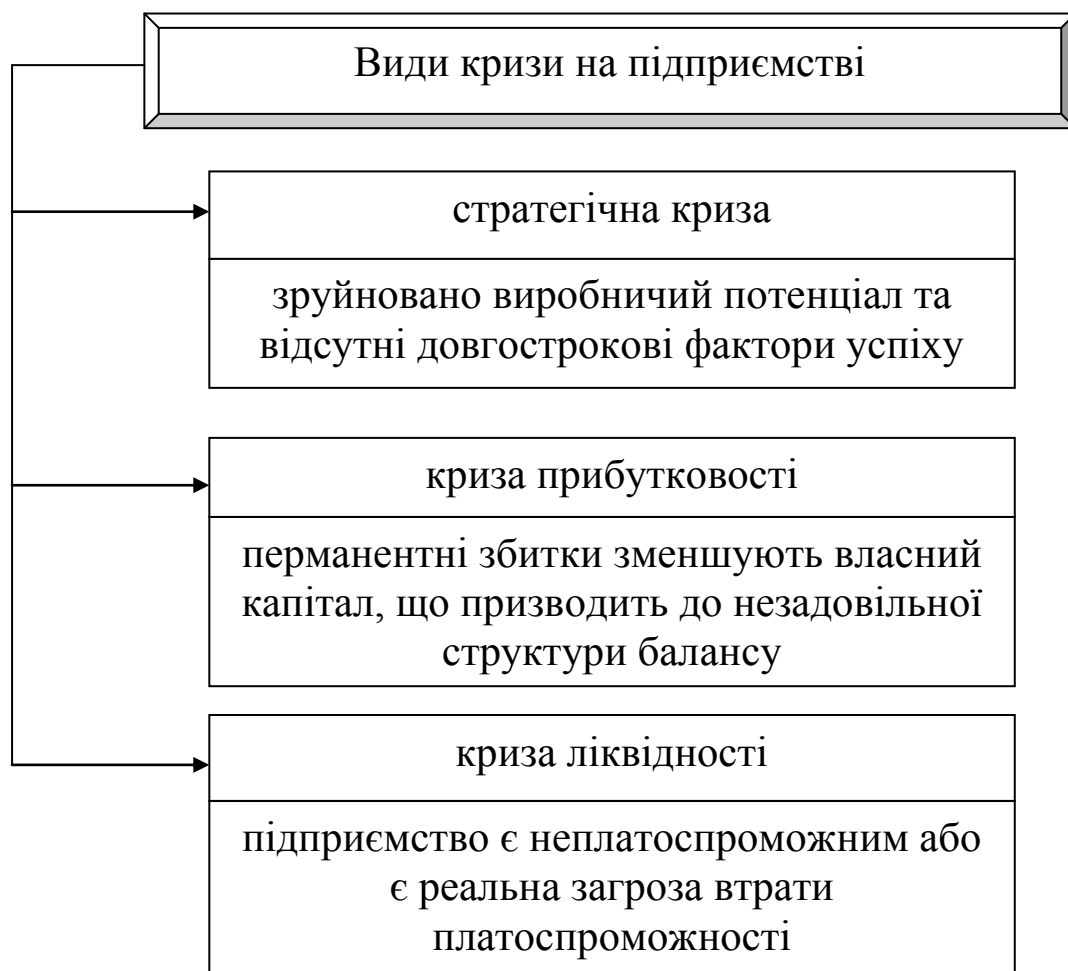 Види кризи на підприємстві
стратегічна криза
зруйновано виробничий потенціал та
відсутні довгострокові фактори успіху
криза прибутковості
перманентні збитки зменшують власний
капітал, що призводить до незадовільної
структури балансу
криза ліквідності
підприємство є неплатоспроможним або
є реальна загроза втрати
платоспроможності